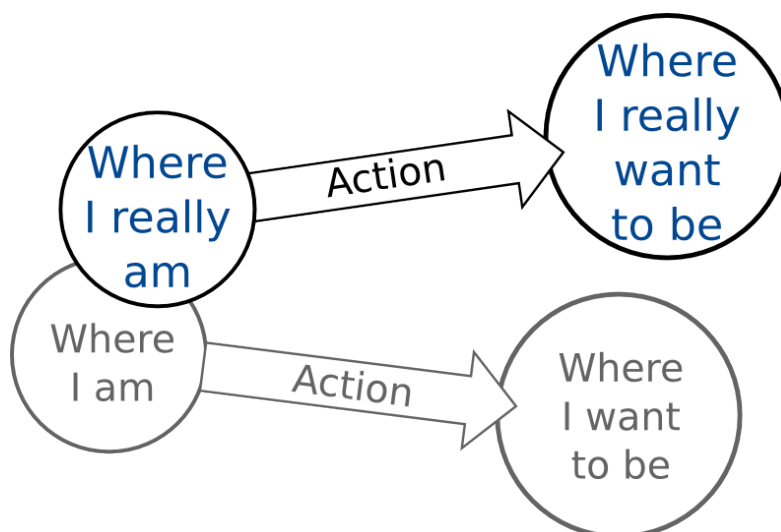 Where
I really
am
Action
Where
I really
want
to be
Where
I am
Action
Where
I want
to be